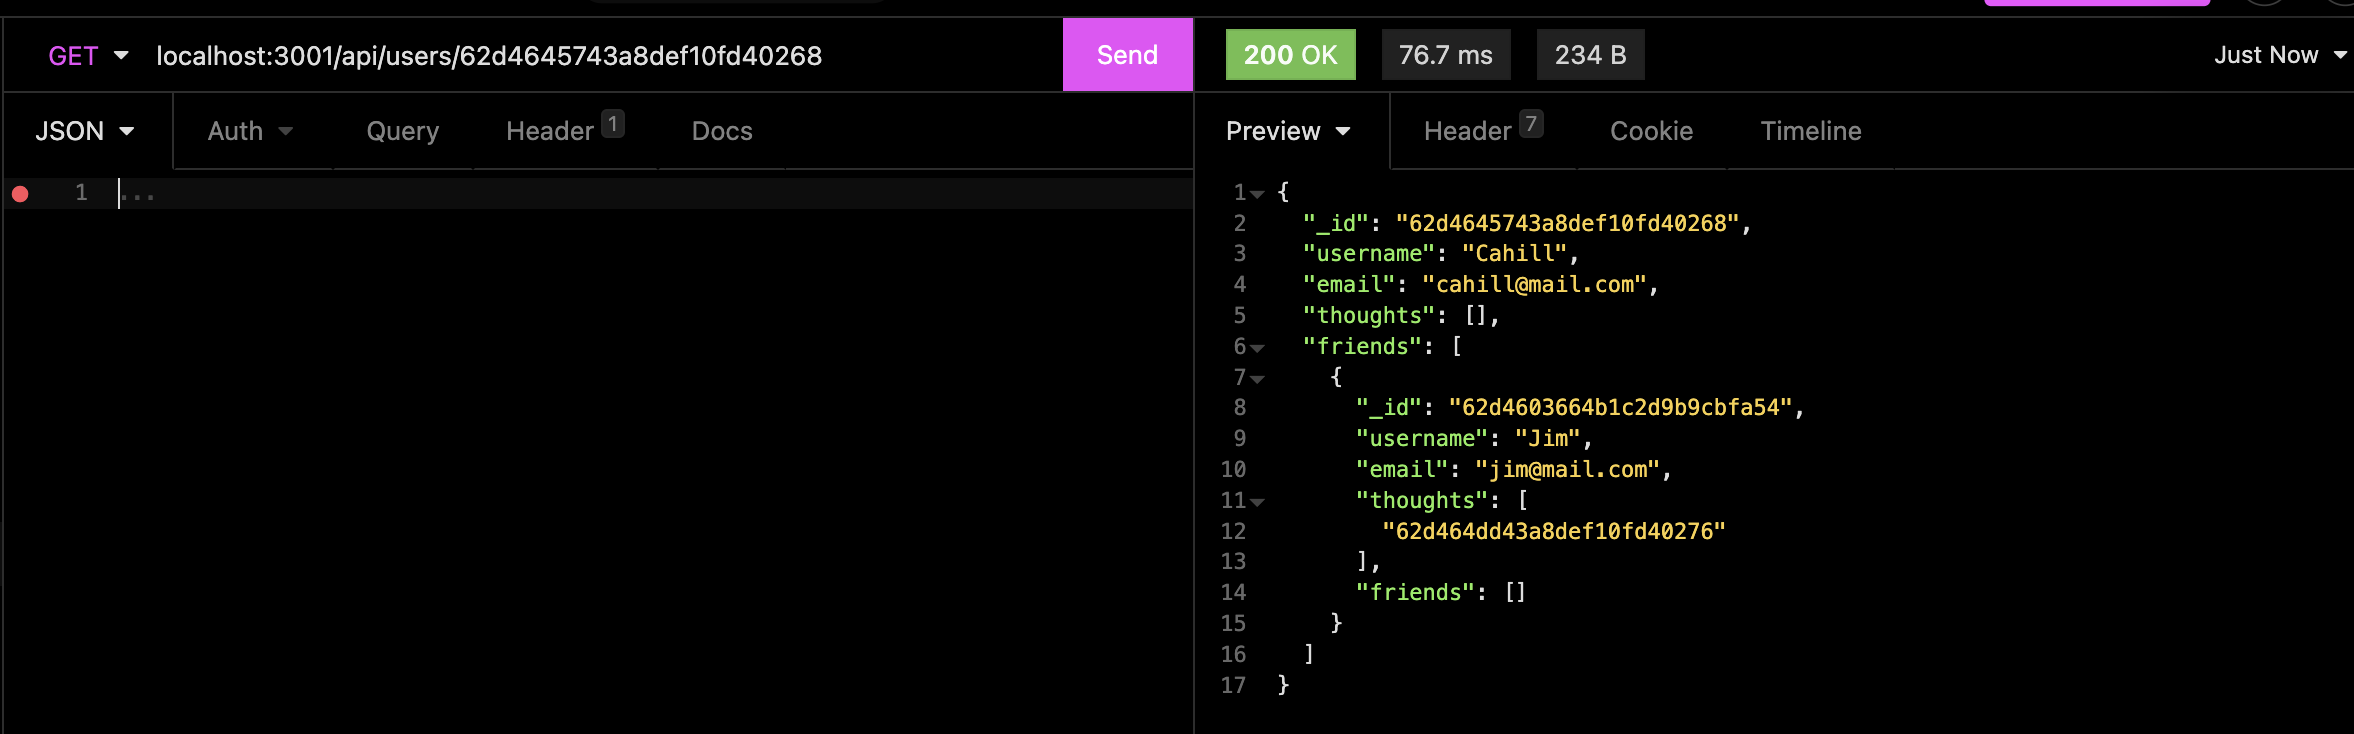 GET localhost:3001/api/users/62d4645743a8def10fd40268 Send 200 OK 76.7 ms 234 B Just Now
JSON Auth Query Header 1 Docs
Preview Header 7 Cookie Timeline
1 ...
1 {
2 "_id": "62d4645743a8def10fd40268",
3 "username": "Cahill",
4 "email": "cahill@mail.com",
5 "thoughts": [],
6 "friends": [
7 {
8 "_id": "62d4603664b1c2d9b9cbfa54",
9 "username": "Jim",
10 "email": "jim@mail.com",
11 "thoughts": [
12 "62d464dd43a8def10fd40276"
13 ],
14 "friends": []
15 }
16 ]
17 }